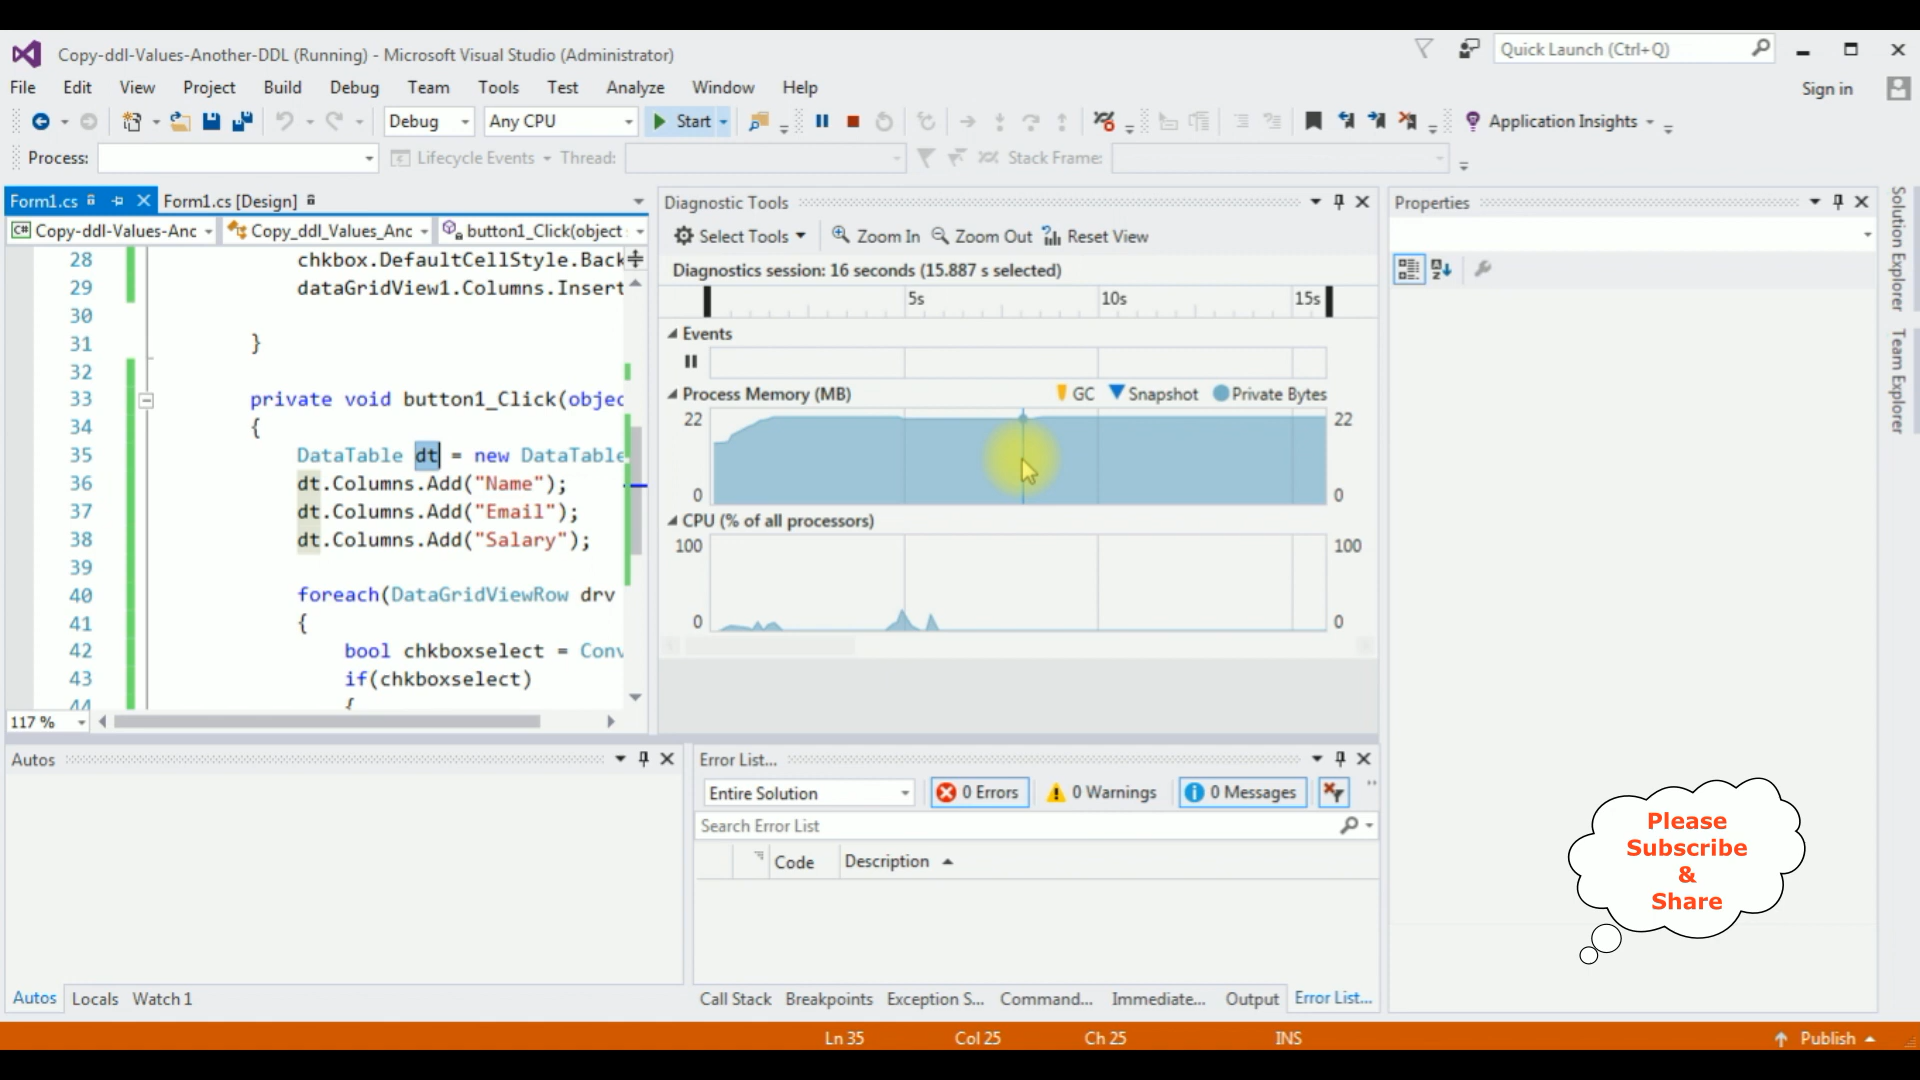 Copy-ddl-Values-Another-DDL (Running) - Microsoft Visual Studio (Administrator)
Quick Launch (Ctrl+Q)
File Edit View Project Build Debug Team Tools Test Analyze Window Help
Sign in
Debug Any CPU Start Application Insights
Process: Lifecycle Events Thread: Stack Frame:
Form1.cs Form1.cs [Design]
Copy-ddl-Values-Anc Copy_ddl_Values_Anc button1_Click(object
28 chkbox.DefaultCellStyle.Back
29 dataGridView1.Columns.Insert
30
31 }
32
33 private void button1_Click(objec
34 {
35 DataTable dt = new DataTable
36 dt.Columns.Add("Name");
37 dt.Columns.Add("Email");
38 dt.Columns.Add("Salary");
39
40 foreach(DataGridViewRow drv
41 {
42 bool chkboxselect = Conv
43 if(chkboxselect)
44 {
117 %
Diagnostic Tools
Select Tools Zoom In Zoom Out Reset View
Diagnostics session: 16 seconds (15.887 s selected)
5s 10s 15s
Events
Process Memory (MB) GC Snapshot Private Bytes
22 22
0 0
CPU (% of all processors)
100 100
0 0
Properties
Solution Explorer
Team Explorer
Autos
Autos Locals Watch 1
Error List...
Entire Solution 0 Errors 0 Warnings 0 Messages
Search Error List
Code Description
Call Stack Breakpoints Exception S... Command... Immediate... Output Error List...
Please
Subscribe
&
Share
Ln 35 Col 25 Ch 25 INS Publish